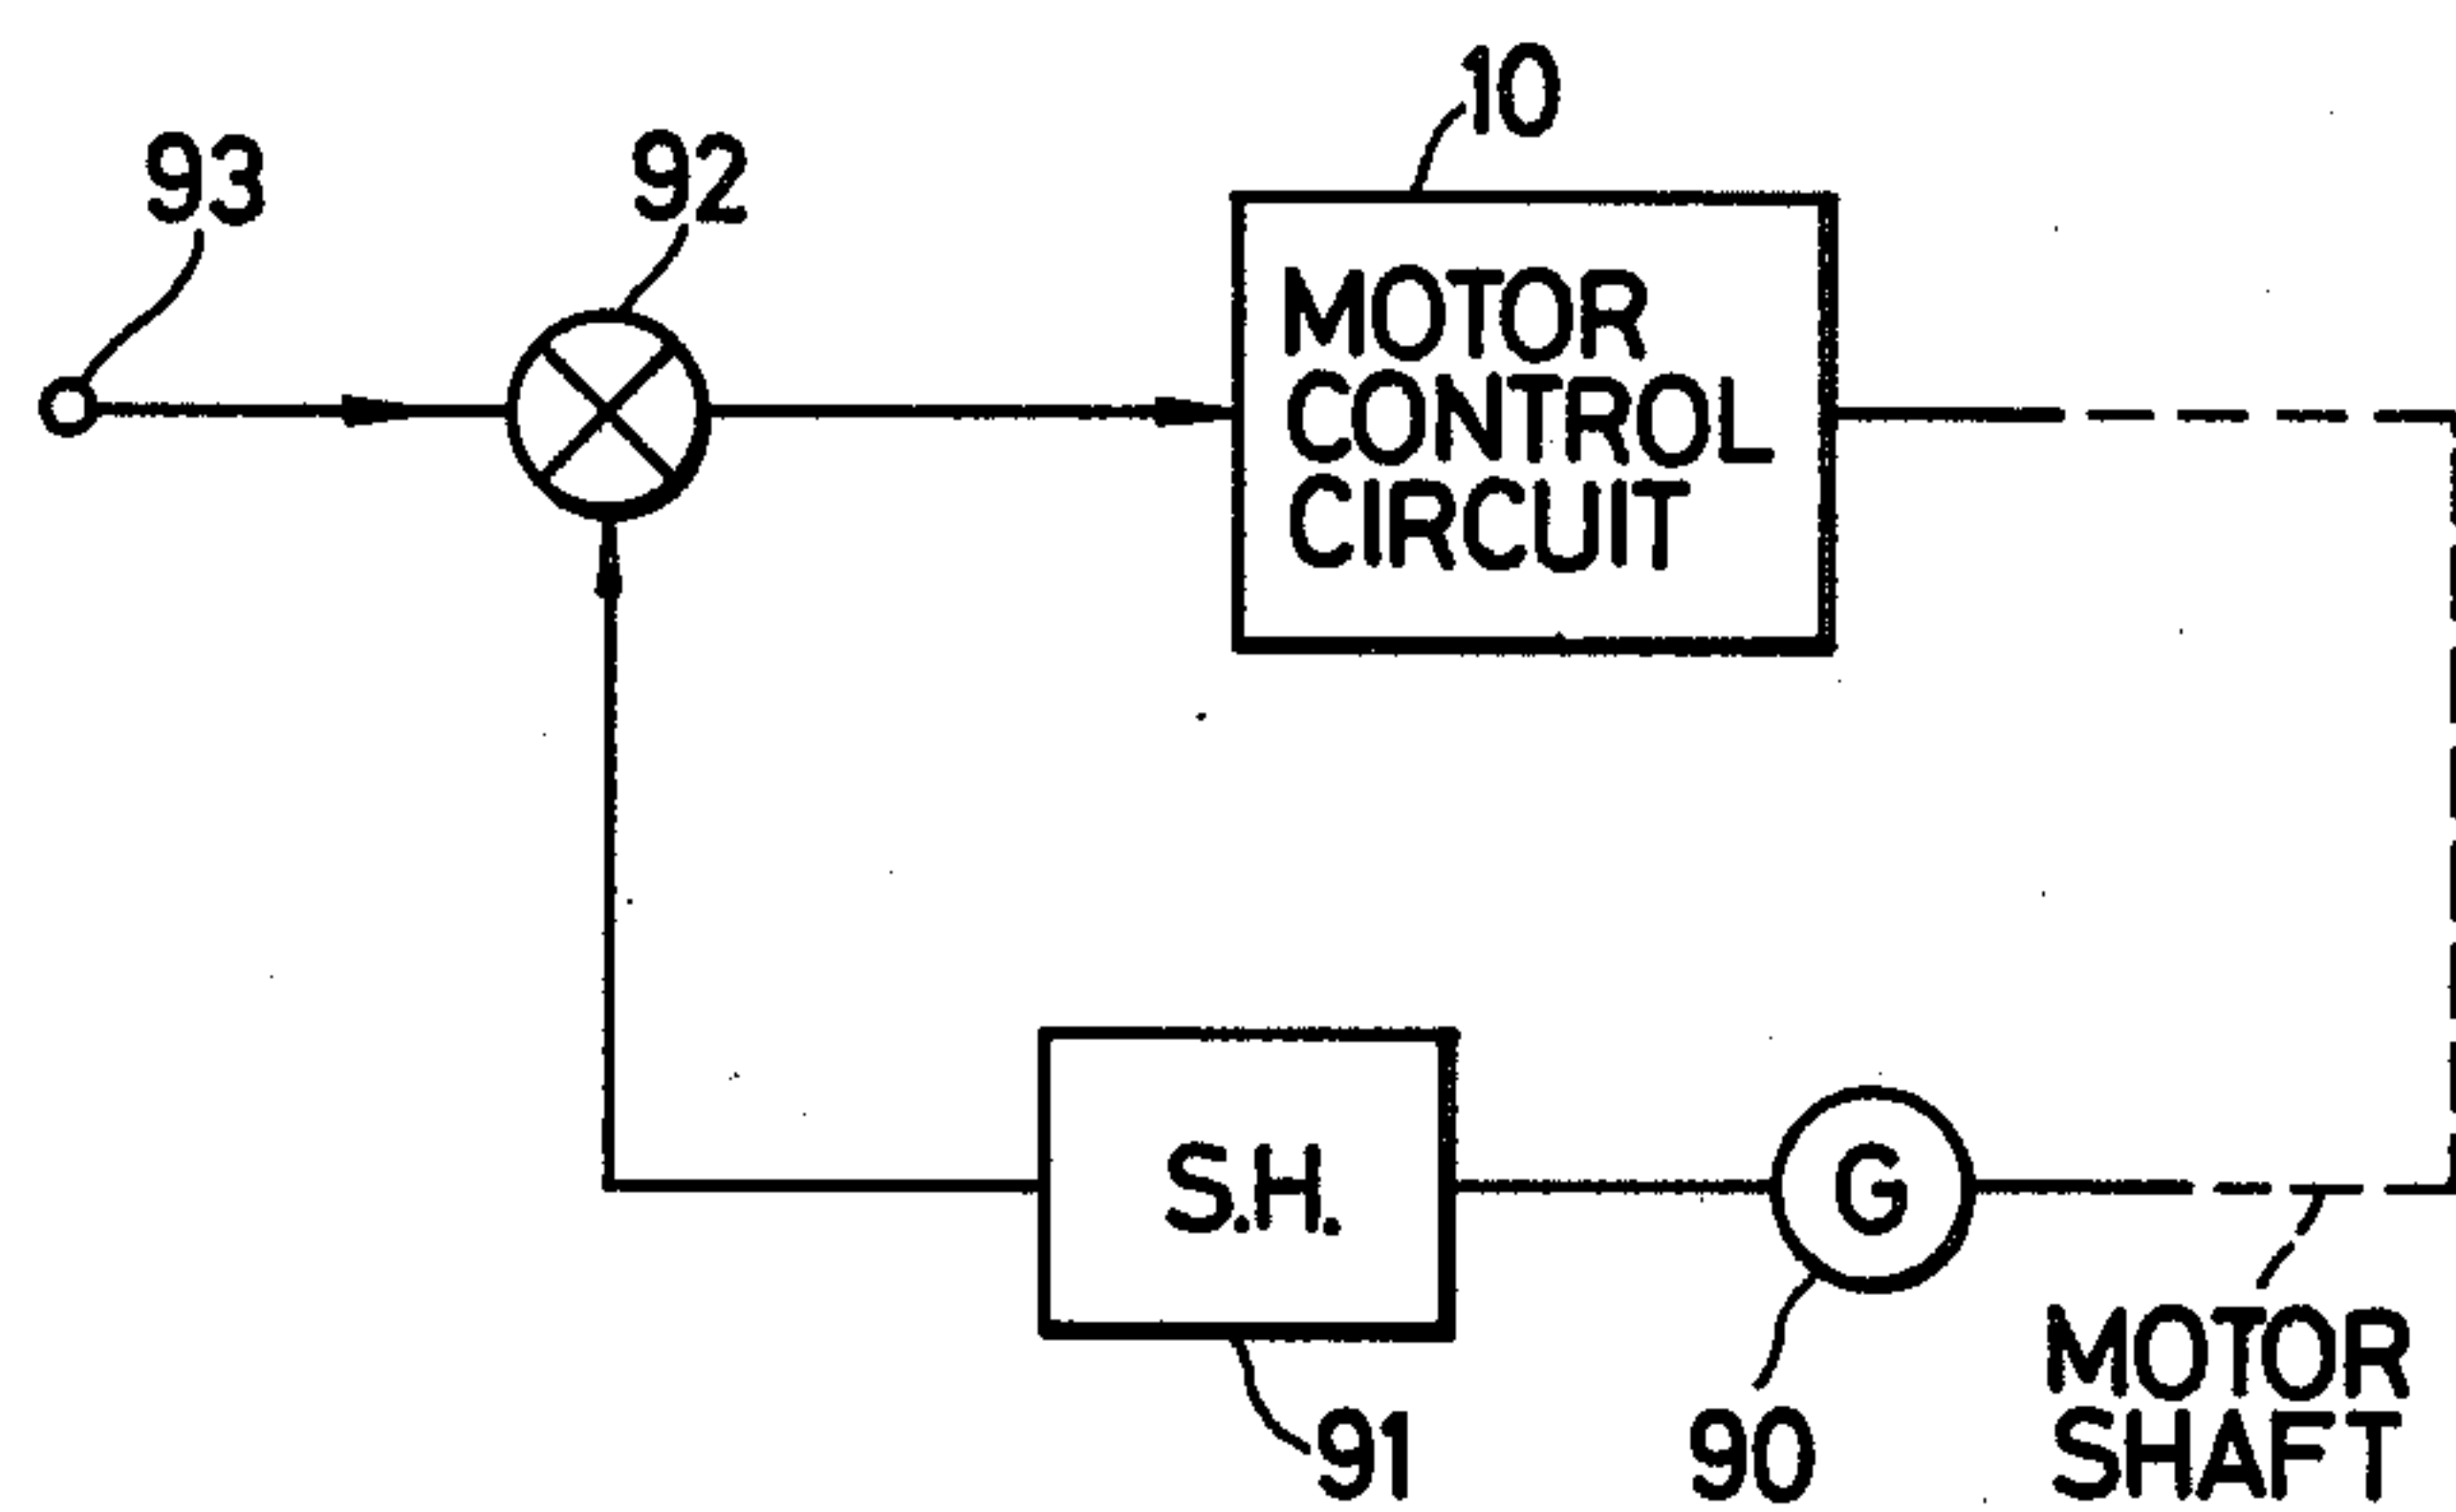 10
93
92
MOTOR
CONTROL
CIRCUIT
S.H.
G
MOTOR
SHAFT
91
90